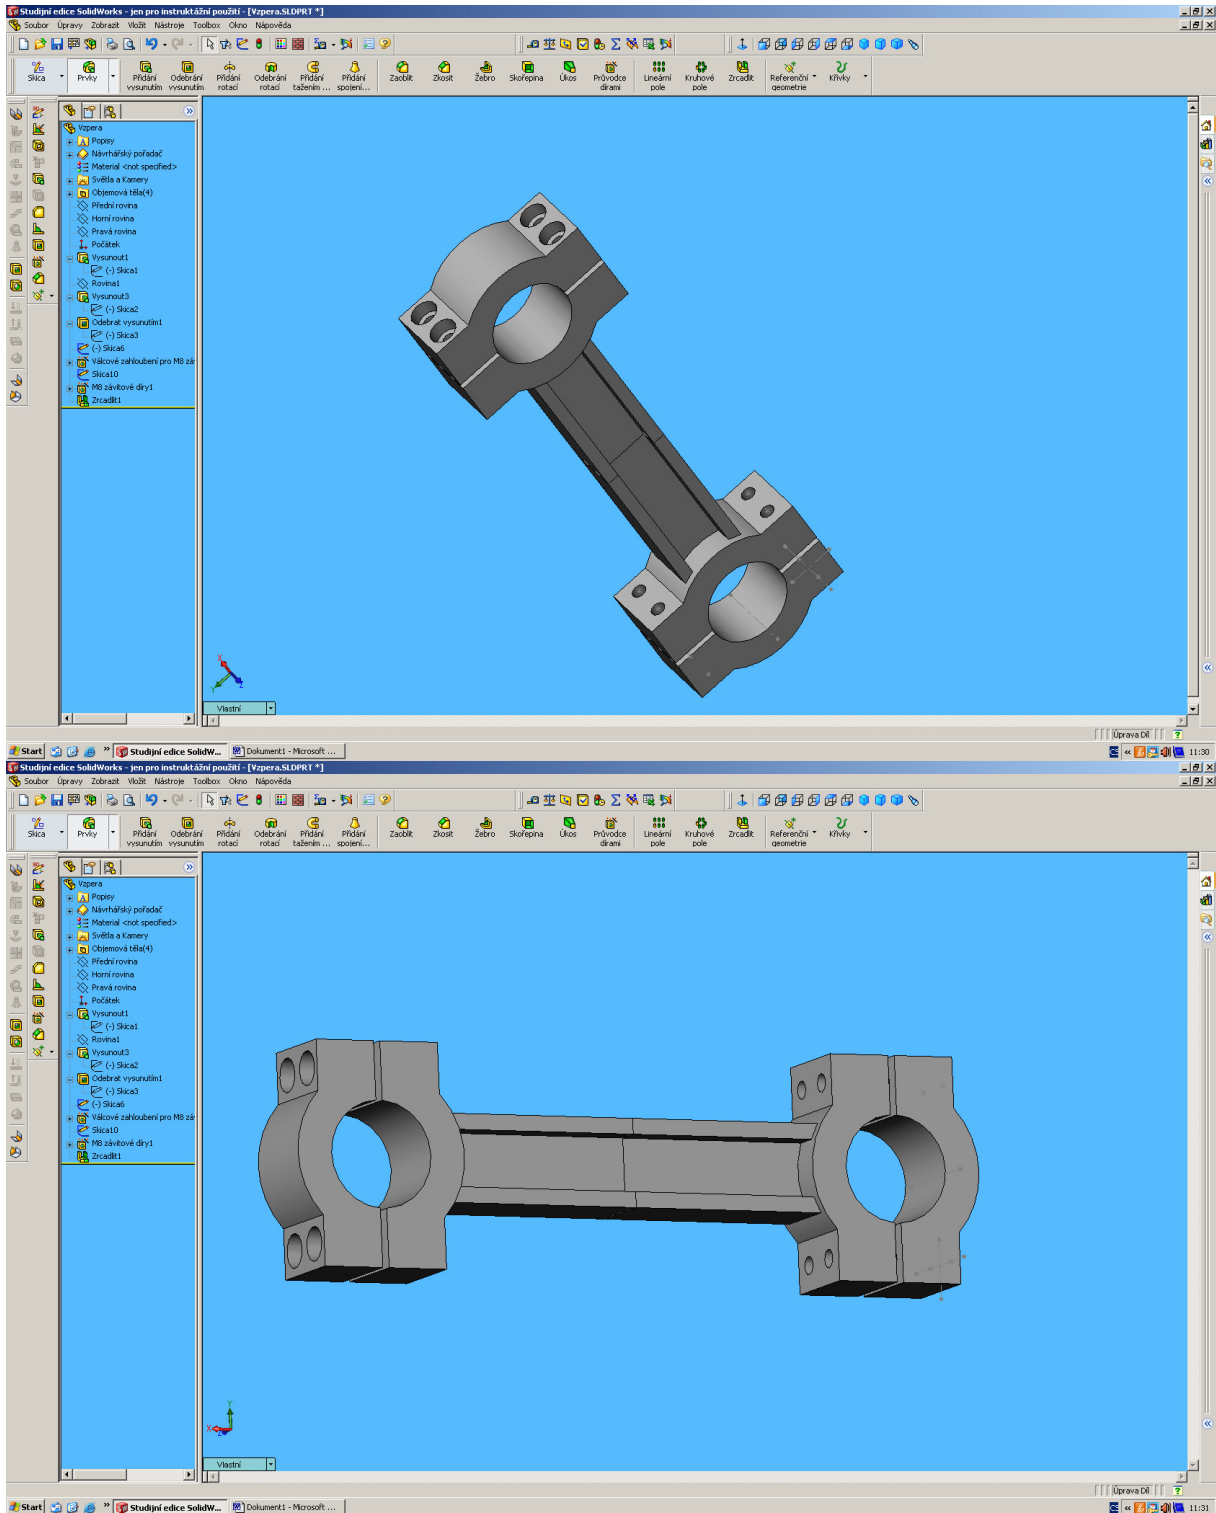 Studijní edice SolidWorks - jen pro instruktážní použití - [Vzpera.SLDPRT *]
Soubor Úpravy Zobrazit Vložit Nástroje Toolbox Okno Nápověda
Skica Prvky Přidání vysunutím Odebrání vysunutím Přidání rotací Odebrání rotací Přidání tažením ... Přidání spojení... Zaoblit Zkosit Žebro Skořepina Úkos Průvodce dírami Lineární pole Kruhové pole Zrcadlit Referenční geometrie Křivky
Vzpera
Popisy
Návrhářský pořadač
Material <not specified>
Světla a Kamery
Objemová těla(4)
Přední rovina
Horní rovina
Pravá rovina
Počátek
Vysunout1
(-) Skica1
Rovina1
Vysunout3
(-) Skica2
Odebrat vysunutím1
(-) Skica3
(-) Skica6
Válcové zahloubení pro M8 zá
Skica10
M8 závitové díry1
Zrcadlit1
X
Y
Z
Vlastní
Úprava Díl
Start Studijní edice SolidW... Dokument1 - Microsoft ... CS 11:30
Studijní edice SolidWorks - jen pro instruktážní použití - [Vzpera.SLDPRT *]
Soubor Úpravy Zobrazit Vložit Nástroje Toolbox Okno Nápověda
Skica Prvky Přidání vysunutím Odebrání vysunutím Přidání rotací Odebrání rotací Přidání tažením ... Přidání spojení... Zaoblit Zkosit Žebro Skořepina Úkos Průvodce dírami Lineární pole Kruhové pole Zrcadlit Referenční geometrie Křivky
Vzpera
Popisy
Návrhářský pořadač
Material <not specified>
Světla a Kamery
Objemová těla(4)
Přední rovina
Horní rovina
Pravá rovina
Počátek
Vysunout1
(-) Skica1
Rovina1
Vysunout3
(-) Skica2
Odebrat vysunutím1
(-) Skica3
(-) Skica6
Válcové zahloubení pro M8 zá
Skica10
M8 závitové díry1
Zrcadlit1
Y
X
Z
Vlastní
Úprava Díl
Start Studijní edice SolidW... Dokument1 - Microsoft ... CS 11:31